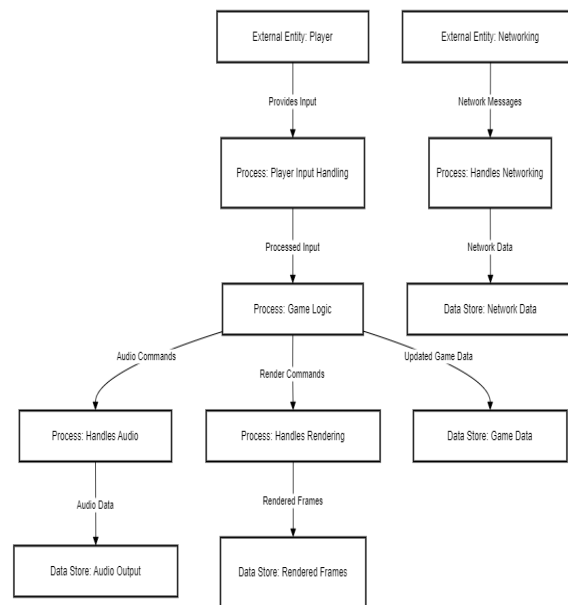 External Entity: Player
External Entity: Networking
Provides Input
Network Messages
Process: Player Input Handling
Process: Handles Networking
Processed Input
Network Data
Process: Game Logic
Data Store: Network Data
Audio Commands
Render Commands
Updated Game Data
Process: Handles Audio
Process: Handles Rendering
Data Store: Game Data
Audio Data
Rendered Frames
Data Store: Audio Output
Data Store: Rendered Frames